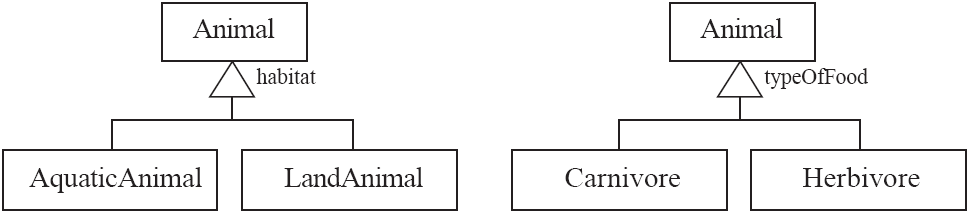 Animal
habitat
AquaticAnimal
LandAnimal
Animal
typeOfFood
Carnivore
Herbivore